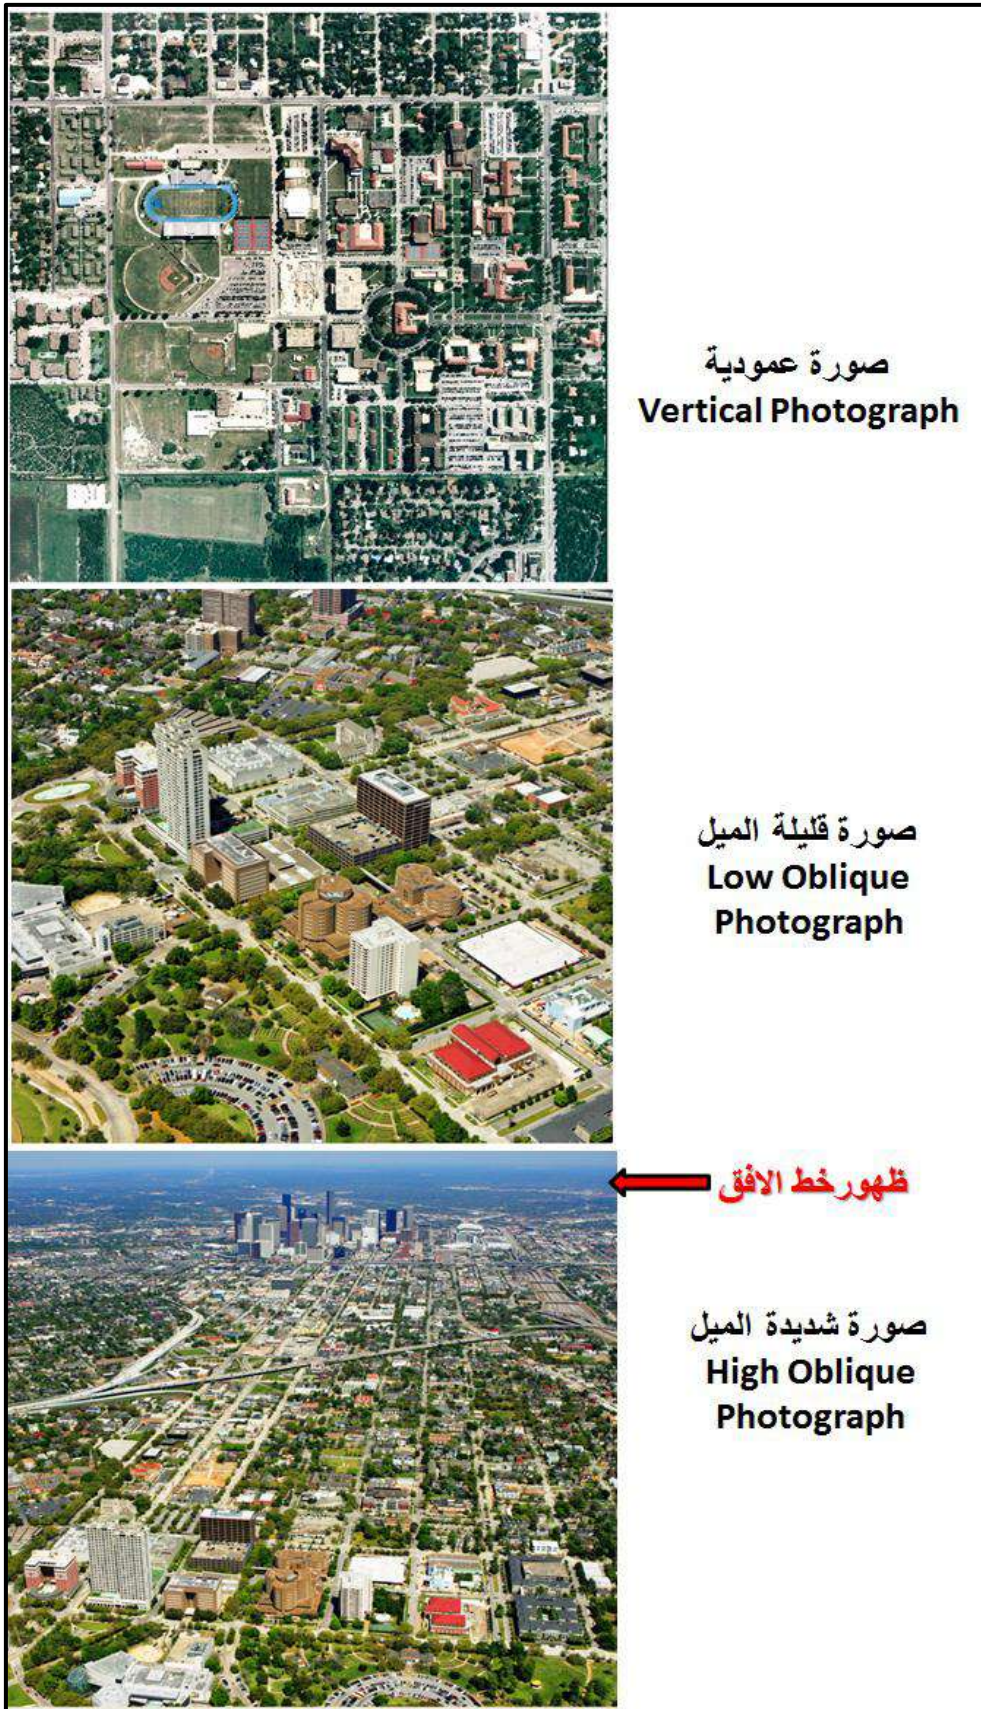 صورة عمودية
Vertical Photograph
صورة قليلة الميل
Low Oblique
Photograph
ظهورخط الافق
صورة شديدة الميل
High Oblique
Photograph